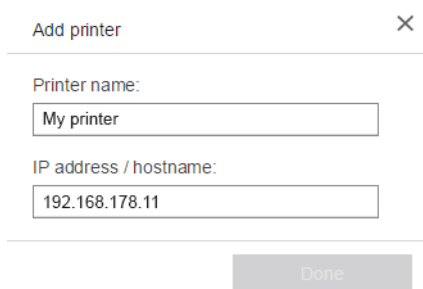 Add printer
Printer name:
My printer
IP address / hostname:
192.168.178.11
Done